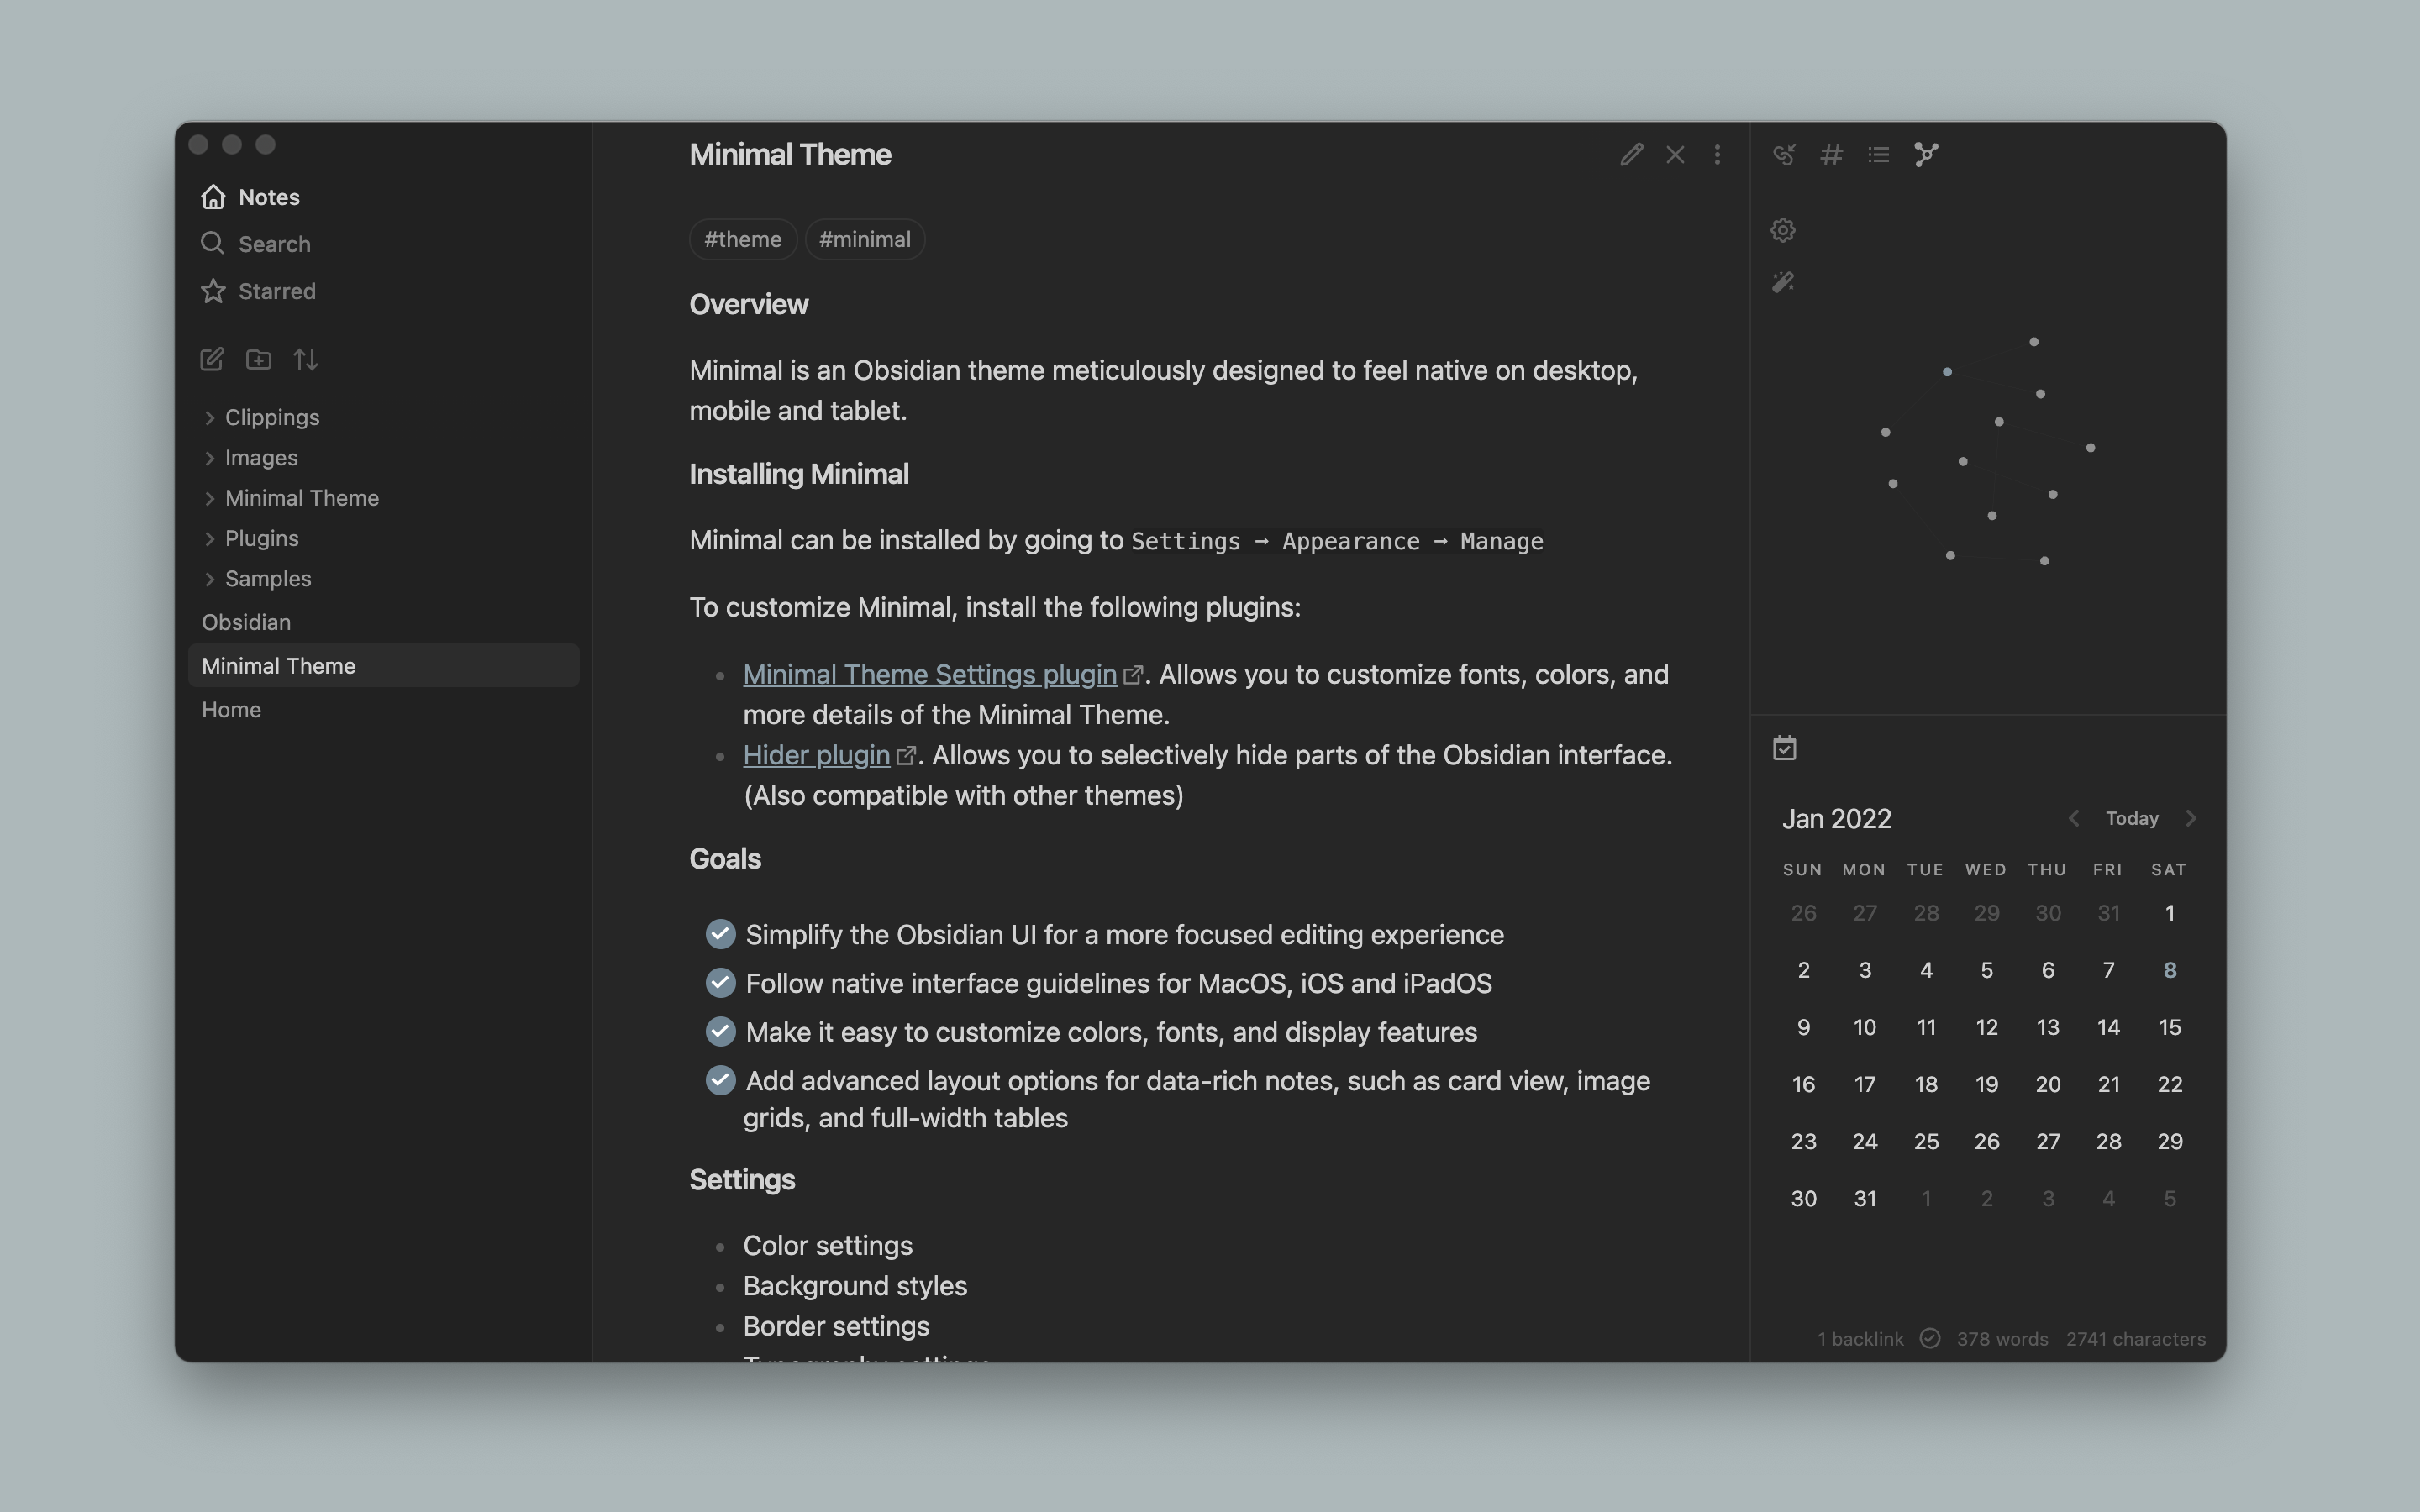 Notes
Search
Starred
Clippings
Images
Minimal Theme
Plugins
Samples
Obsidian
Minimal Theme
Home
Minimal Theme
#theme #minimal
Overview
Minimal is an Obsidian theme meticulously designed to feel native on desktop,
mobile and tablet.
Installing Minimal
Minimal can be installed by going to Settings → Appearance → Manage
To customize Minimal, install the following plugins:
Minimal Theme Settings plugin. Allows you to customize fonts, colors, and
more details of the Minimal Theme.
Hider plugin. Allows you to selectively hide parts of the Obsidian interface.
(Also compatible with other themes)
Goals
Simplify the Obsidian UI for a more focused editing experience
Follow native interface guidelines for MacOS, iOS and iPadOS
Make it easy to customize colors, fonts, and display features
Add advanced layout options for data-rich notes, such as card view, image
grids, and full-width tables
Settings
Color settings
Background styles
Border settings
Typography settings
Jan 2022 Today
SUN MON TUE WED THU FRI SAT
26 27 28 29 30 31 1
2 3 4 5 6 7 8
9 10 11 12 13 14 15
16 17 18 19 20 21 22
23 24 25 26 27 28 29
30 31 1 2 3 4 5
1 backlink 378 words 2741 characters